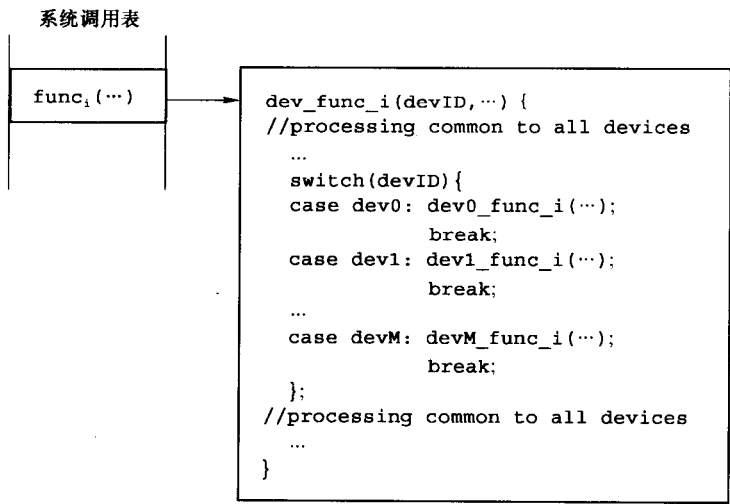 系统调用表
funcᵢ(…)
dev_func_i(devID,…) {
//processing common to all devices
…
switch(devID){
case dev0: dev0_func_i(…);
break;
case dev1: dev1_func_i(…);
break;
…
case devM: devM_func_i(…);
break;
};
//processing common to all devices
…
}